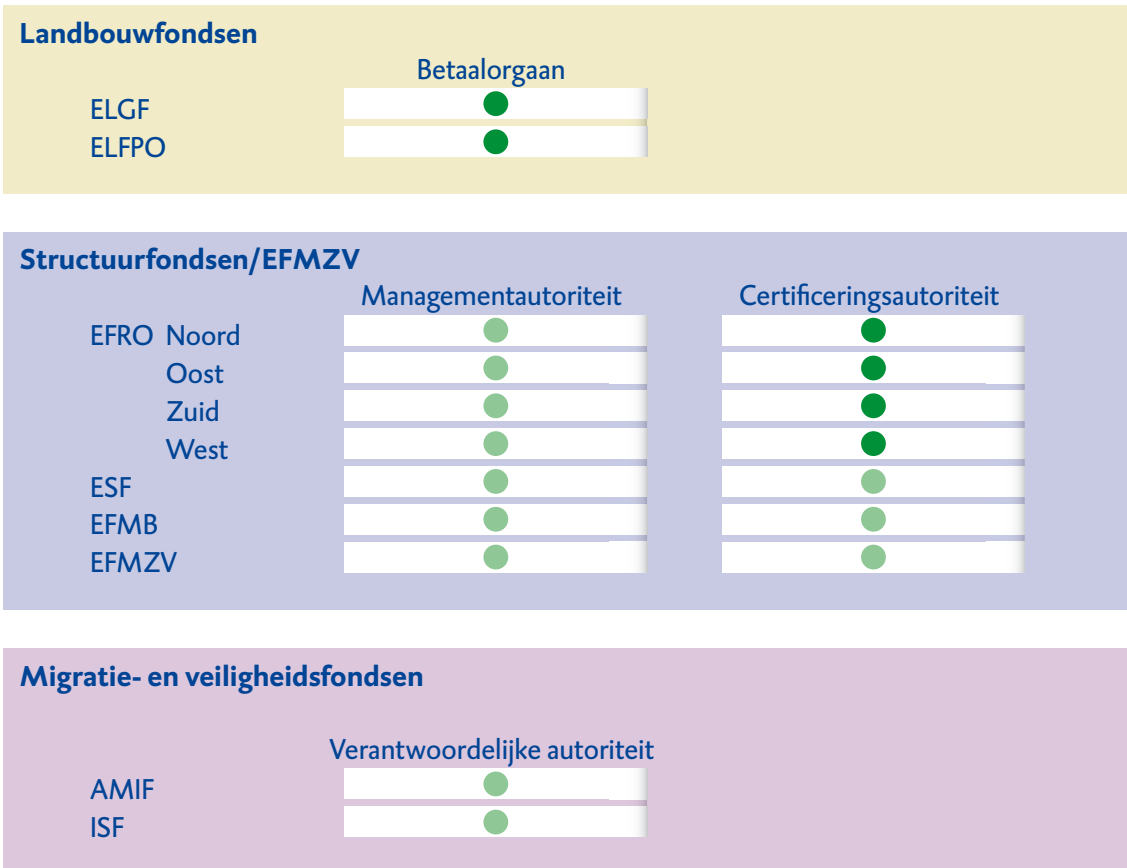 Landbouwfondsen
Betaalorgaan
ELGF
ELFPO
Structuurfondsen/EFMZV
Managementautoriteit Certificeringsautoriteit
EFRO Noord
Oost
Zuid
West
ESF
EFMB
EFMZV
Migratie- en veiligheidsfondsen
Verantwoordelijke autoriteit
AMIF
ISF